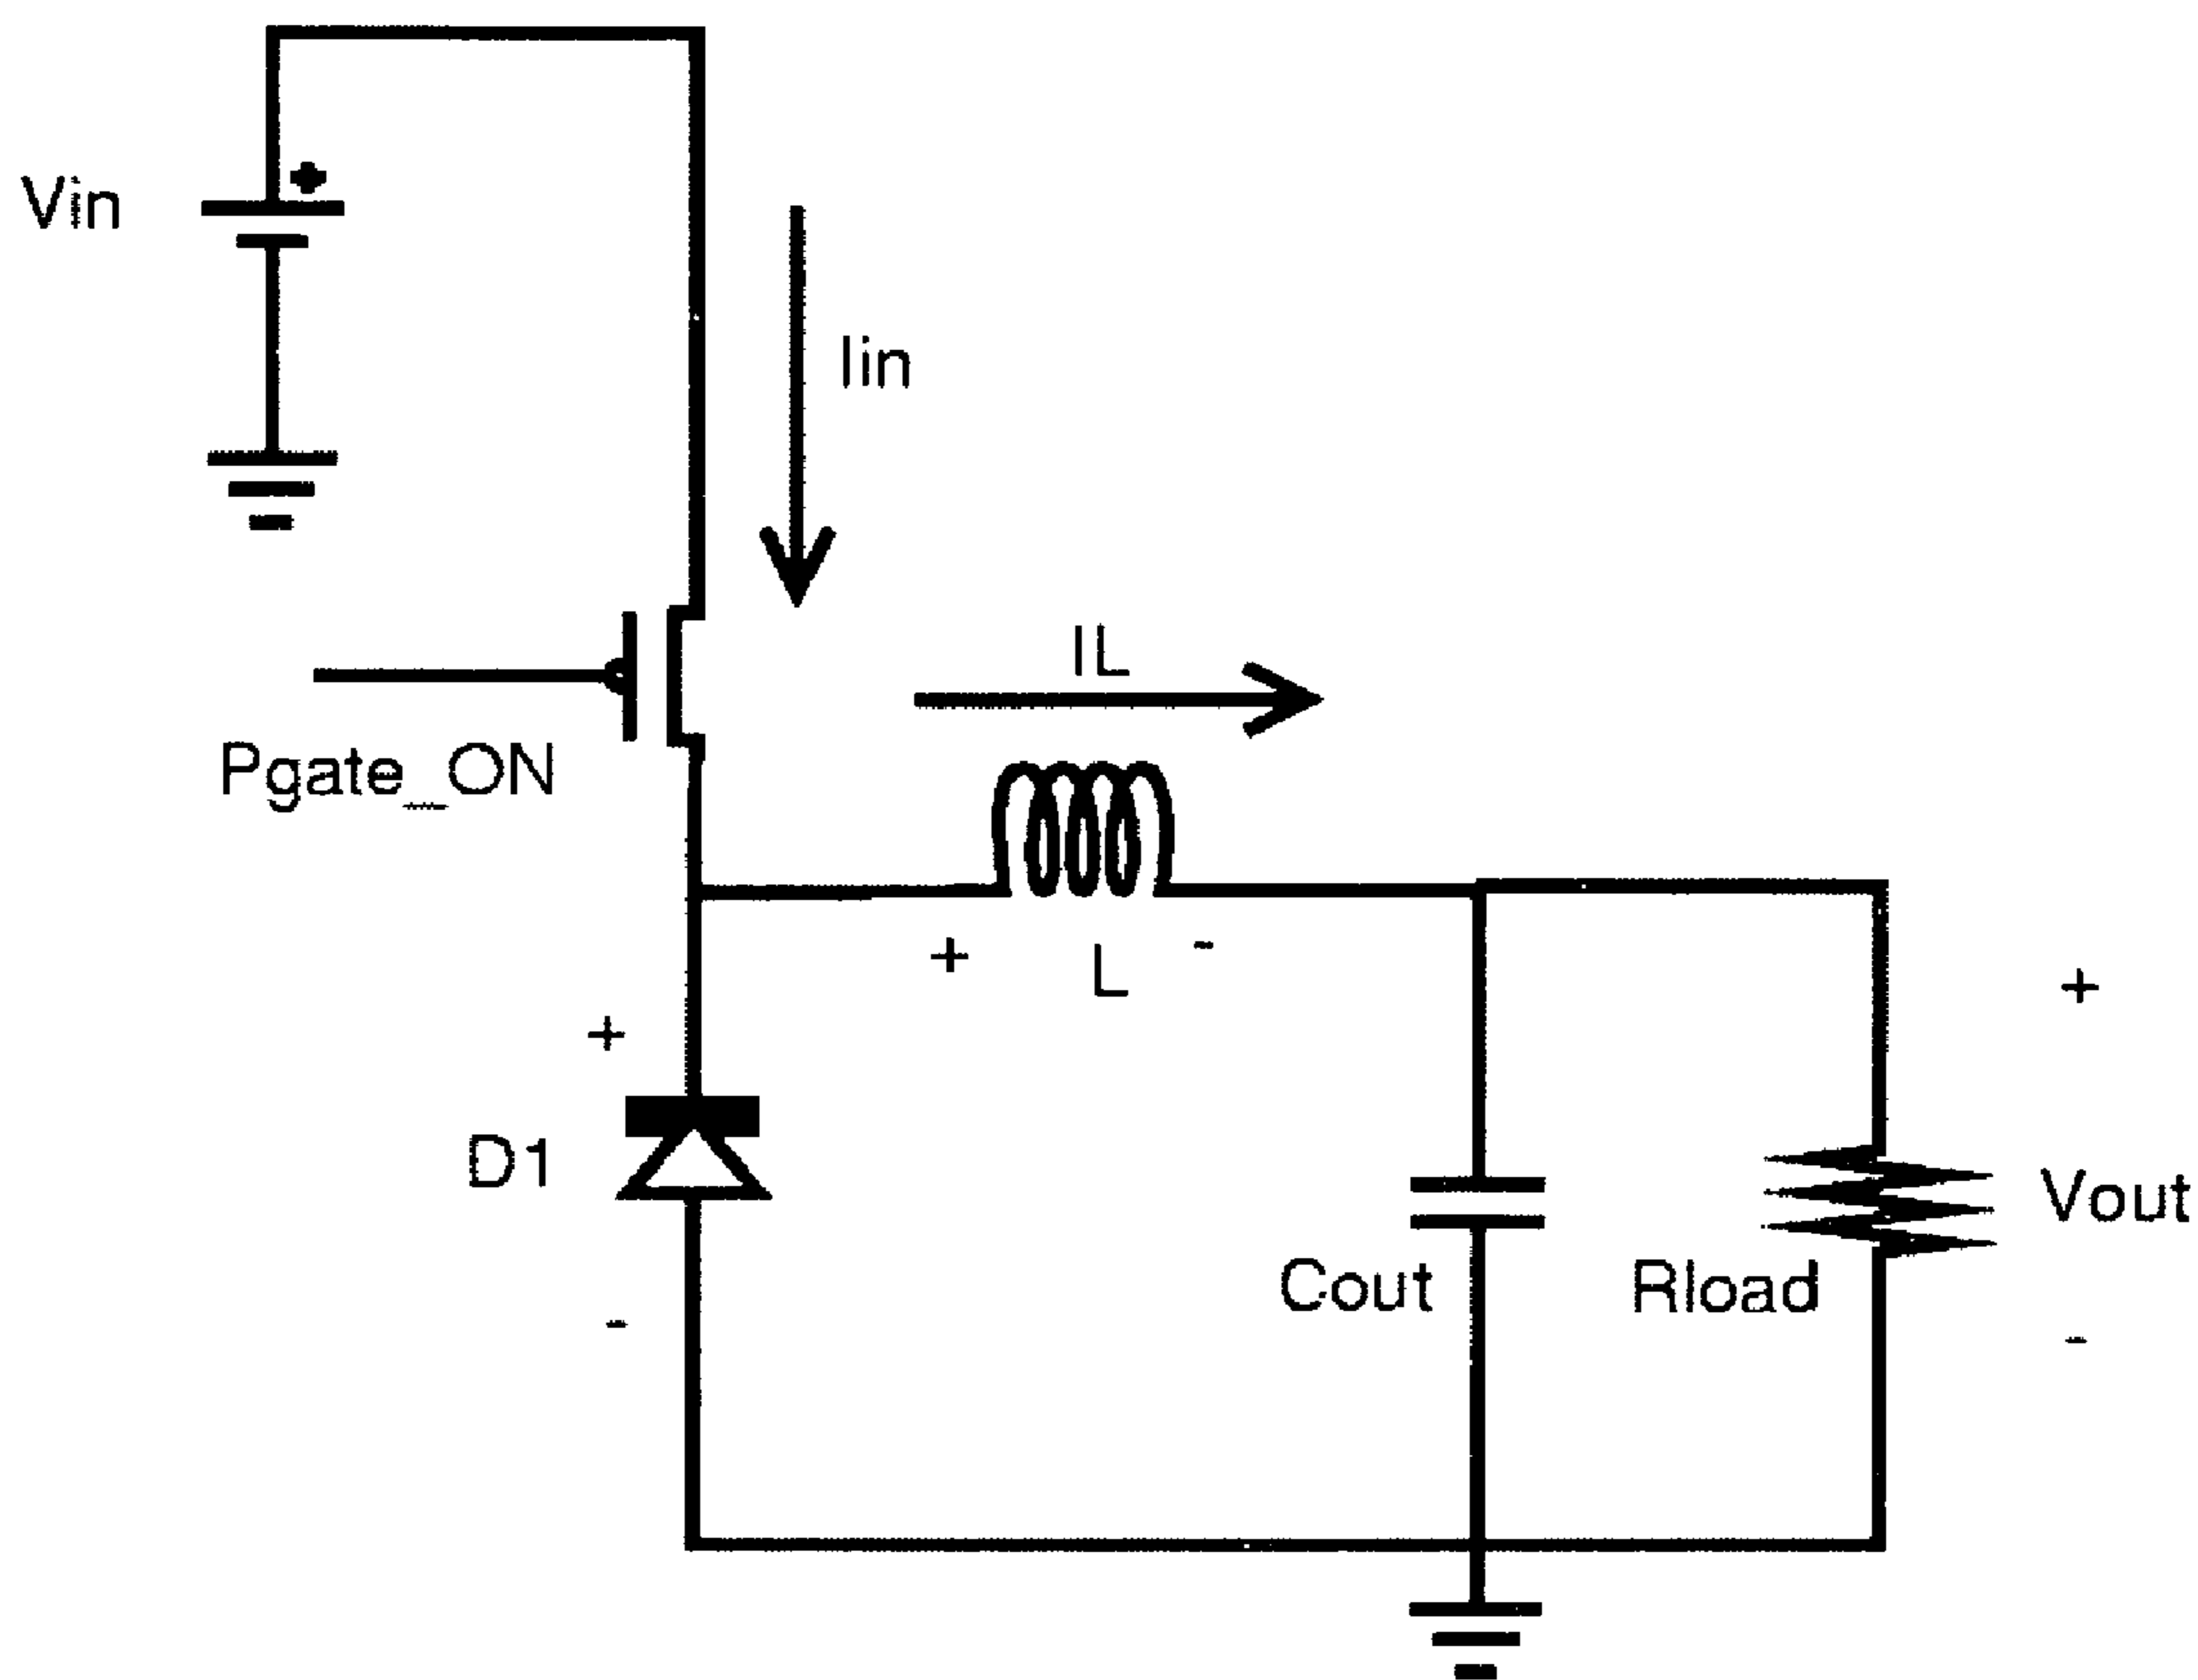 Vin
+
Iin
IL
Pgate_ON
+ L -
+
D1
-
Cout
Rload
+
Vout
-